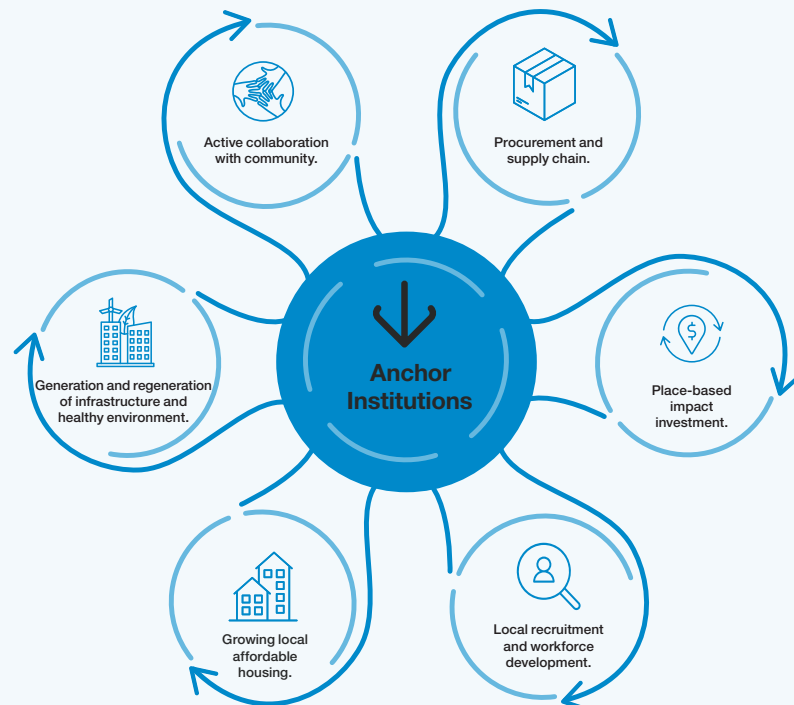 Active collaboration
with community.
Procurement and
supply chain.
Anchor
Institutions
Generation and regeneration
of infrastructure and
healthy environment.
$
Place-based
impact
investment.
Growing local
affordable
housing.
Local recruitment
and workforce
development.